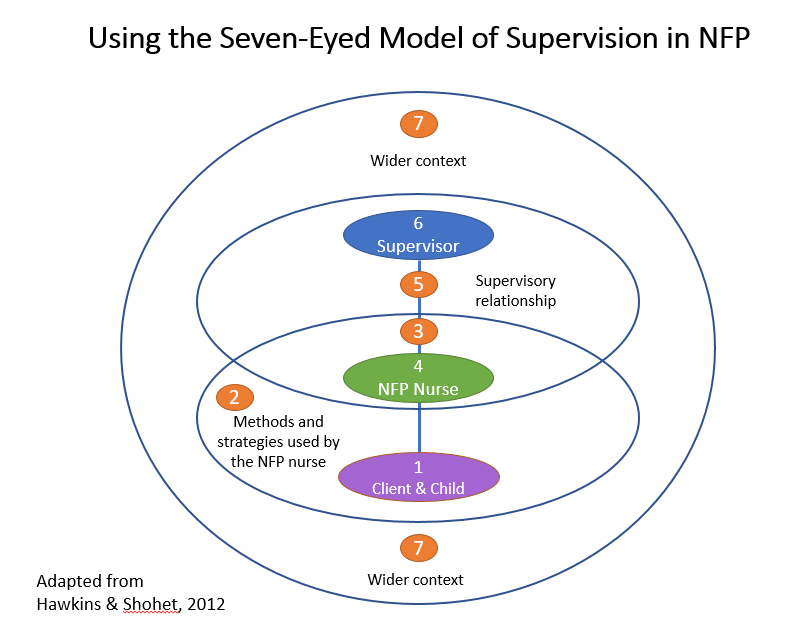 Using the Seven-Eyed Model of Supervision in NFP
7
Wider context
6
Supervisor
5
Supervisory
relationship
3
4
NFP Nurse
2
Methods and
strategies used by
the NFP nurse
1
Client & Child
7
Wider context
Adapted from
Hawkins & Shohet, 2012